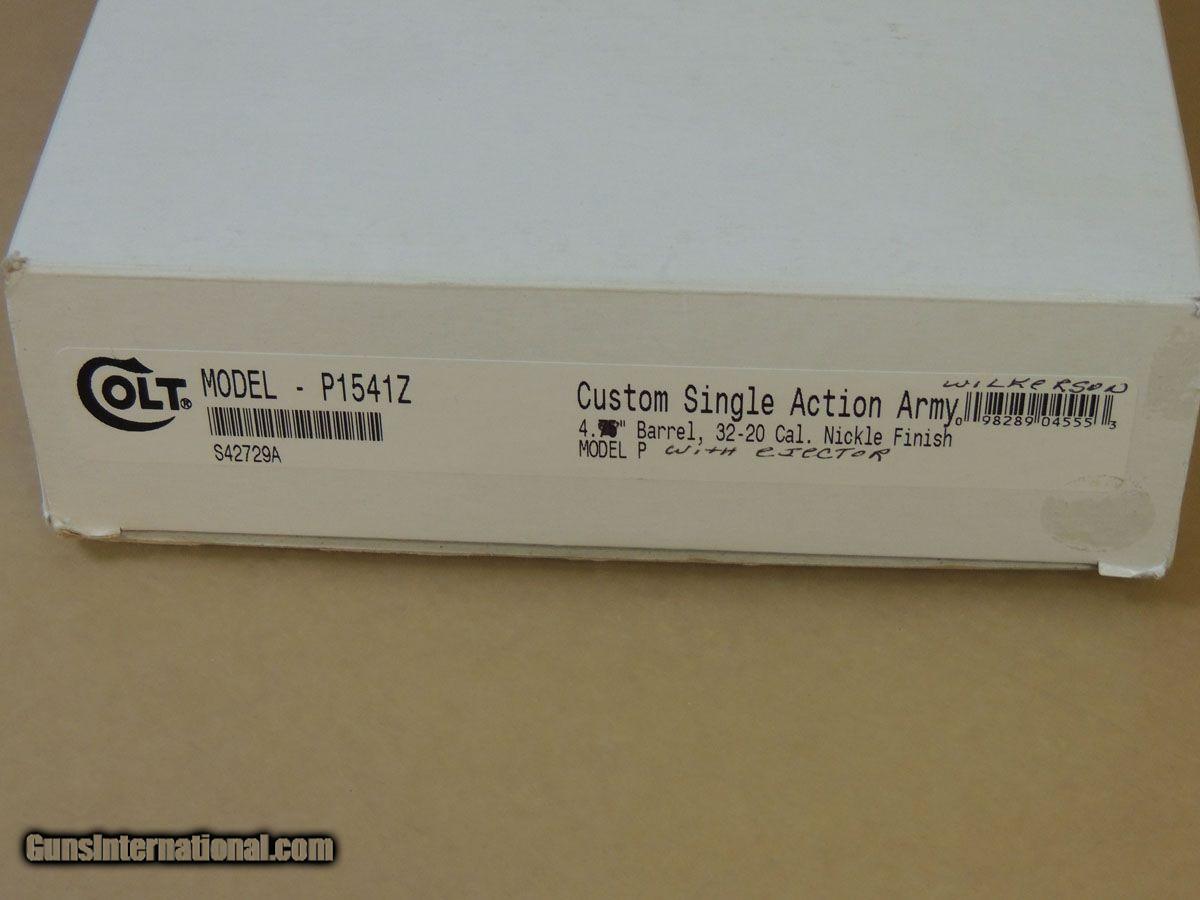 COLT® MODEL - P1541Z
S42729A
WILKERSON
Custom Single Action Army
0 98289 04555 3
4. " Barrel, 32-20 Cal. Nickle Finish
MODEL P with EJECTOR
GunsInternational.com